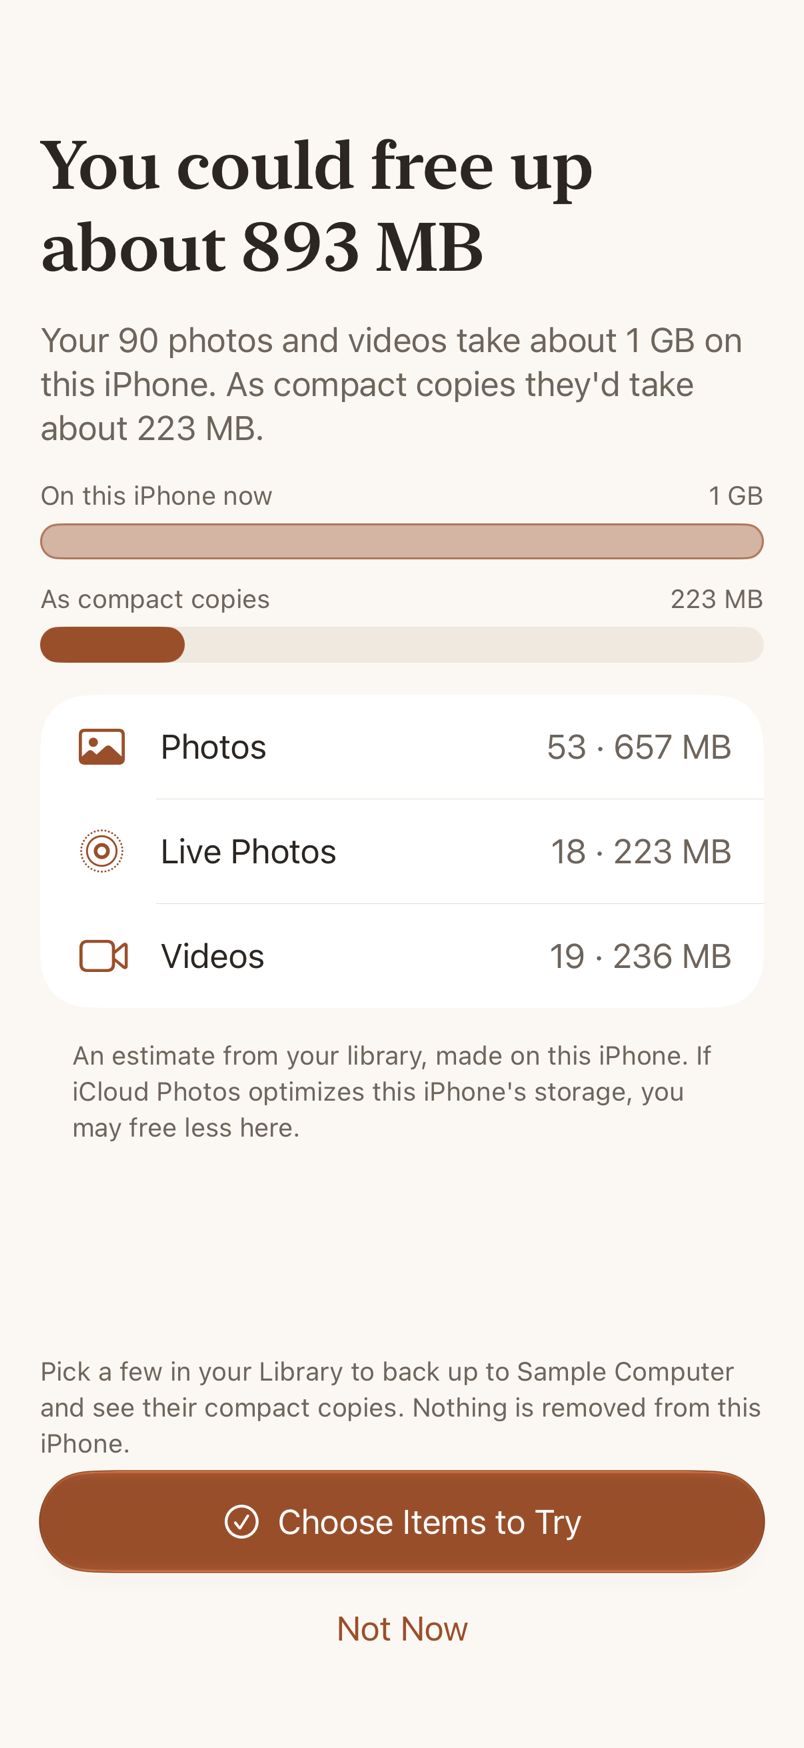 You could free up
about 893 MB
Your 90 photos and videos take about 1 GB on
this iPhone. As compact copies they'd take
about 223 MB.
On this iPhone now 1 GB
As compact copies 223 MB
Photos 53 · 657 MB
Live Photos 18 · 223 MB
Videos 19 · 236 MB
An estimate from your library, made on this iPhone. If
iCloud Photos optimizes this iPhone's storage, you
may free less here.
Pick a few in your Library to back up to Sample Computer
and see their compact copies. Nothing is removed from this
iPhone.
Choose Items to Try
Not Now